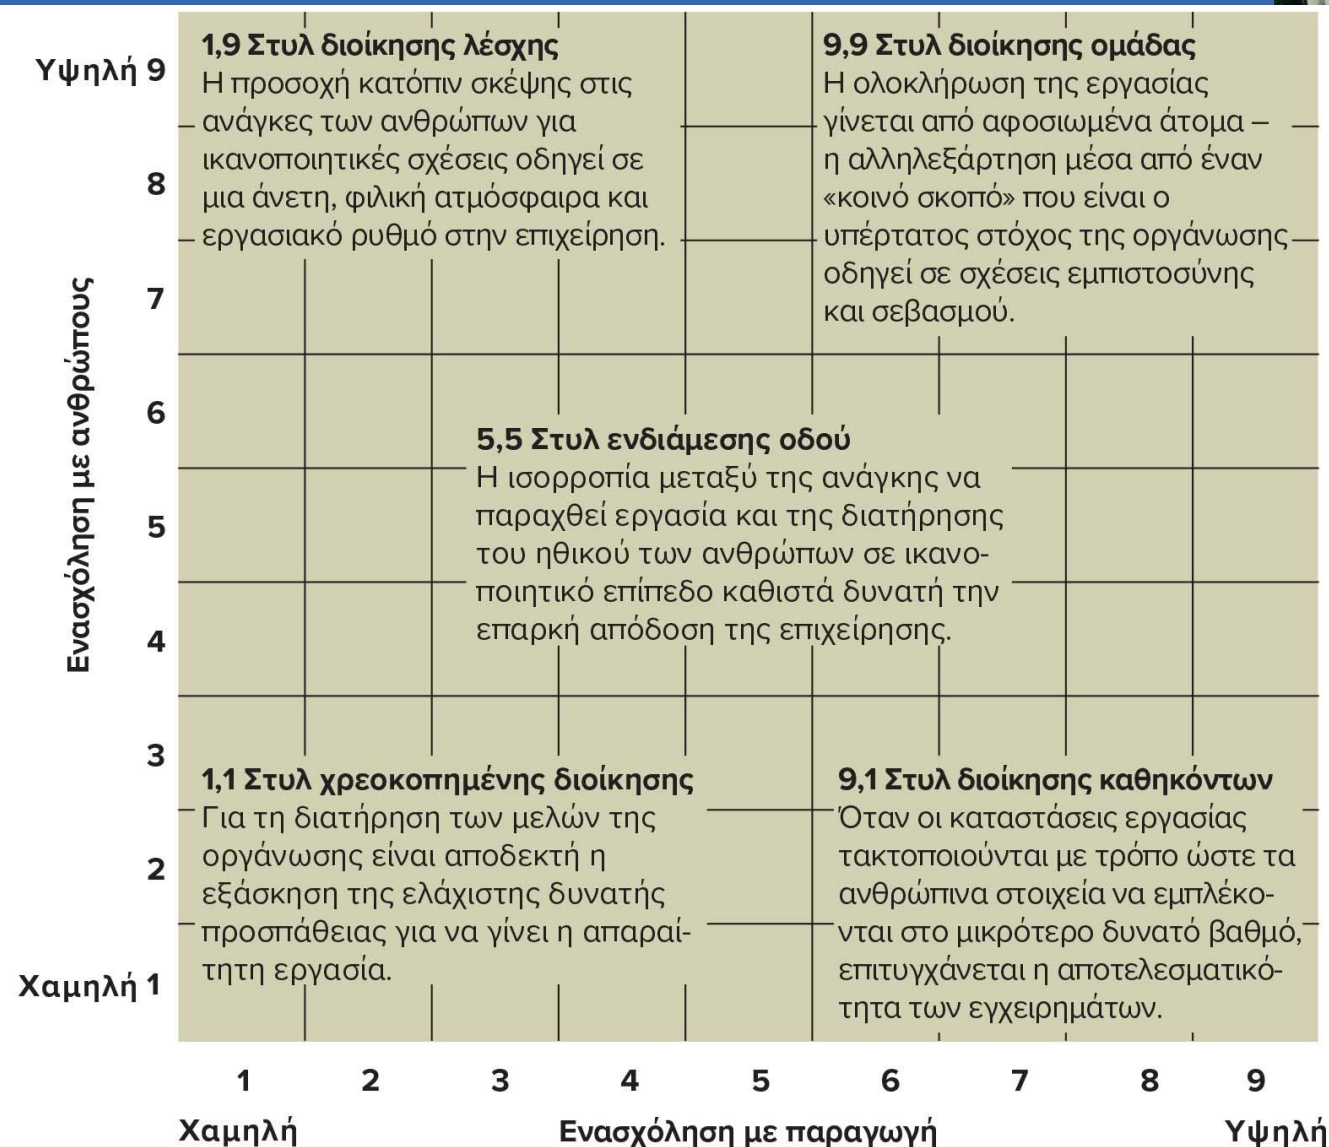 Υψηλή 9
8
7
6
5
4
3
2
Χαμηλή 1
Ενασχόληση με ανθρώπους
1,9 Στυλ διοίκησης λέσχης
Η προσοχή κατόπιν σκέψης στις
ανάγκες των ανθρώπων για
ικανοποιητικές σχέσεις οδηγεί σε
μια άνετη, φιλική ατμόσφαιρα και
εργασιακό ρυθμό στην επιχείρηση.
9,9 Στυλ διοίκησης ομάδας
Η ολοκλήρωση της εργασίας
γίνεται από αφοσιωμένα άτομα –
η αλληλεξάρτηση μέσα από έναν
«κοινό σκοπό» που είναι ο
υπέρτατος στόχος της οργάνωσης
οδηγεί σε σχέσεις εμπιστοσύνης
και σεβασμού.
5,5 Στυλ ενδιάμεσης οδού
Η ισορροπία μεταξύ της ανάγκης να
παραχθεί εργασία και της διατήρησης
του ηθικού των ανθρώπων σε ικανο-
ποιητικό επίπεδο καθιστά δυνατή την
επαρκή απόδοση της επιχείρησης.
1,1 Στυλ χρεοκοπημένης διοίκησης
Για τη διατήρηση των μελών της
οργάνωσης είναι αποδεκτή η
εξάσκηση της ελάχιστης δυνατής
προσπάθειας για να γίνει η απαραί-
τητη εργασία.
9,1 Στυλ διοίκησης καθηκόντων
Όταν οι καταστάσεις εργασίας
τακτοποιούνται με τρόπο ώστε τα
ανθρώπινα στοιχεία να εμπλέκο-
νται στο μικρότερο δυνατό βαθμό,
επιτυγχάνεται η αποτελεσματικό-
τητα των εγχειρημάτων.
1 2 3 4 5 6 7 8 9
Χαμηλή Ενασχόληση με παραγωγή Υψηλή